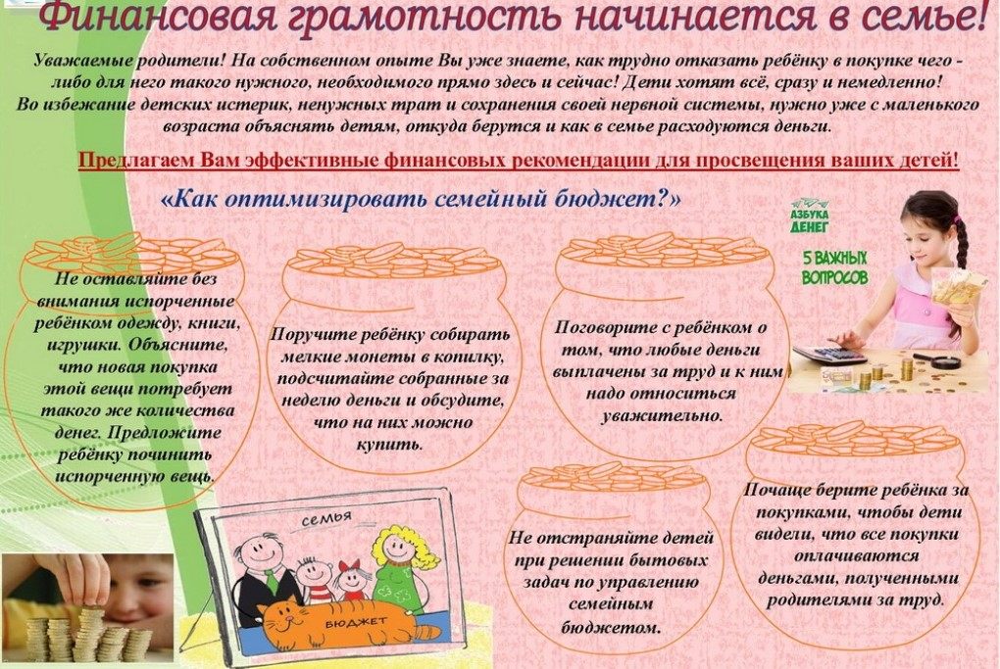 Финансовая грамотность начинается в семье!
Уважаемые родители! На собственном опыте Вы уже знаете, как трудно отказать ребёнку в покупке чего -
либо для него такого нужного, необходимого прямо здесь и сейчас! Дети хотят всё, сразу и немедленно!
Во избежание детских истерик, ненужных трат и сохранения своей нервной системы, нужно уже с маленького
возраста объяснять детям, откуда берутся и как в семье расходуются деньги.
Предлагаем Вам эффективные финансовых рекомендации для просвещения ваших детей!
«Как оптимизировать семейный бюджет?»
АЗБУКА
ДЕНЕГ
5 ВАЖНЫХ
ВОПРОСОВ
Не оставляйте без
внимания испорченные
ребёнком одежду, книги,
игрушки. Объясните,
что новая покупка
этой вещи потребует
такого же количества
денег. Предложите
ребёнку починить
испорченную вещь.
Поручите ребёнку собирать
мелкие монеты в копилку,
подсчитайте собранные за
неделю деньги и обсудите,
что на них можно
купить.
Поговорите с ребёнком о
том, что любые деньги
выплачены за труд и к ним
надо относиться
уважительно.
Не отстраняйте детей
при решении бытовых
задач по управлению
семейным
бюджетом.
Почаще берите ребёнка за
покупками, чтобы дети
видели, что все покупки
оплачиваются
деньгами, полученными
родителями за труд.
семья
БЮДЖЕТ